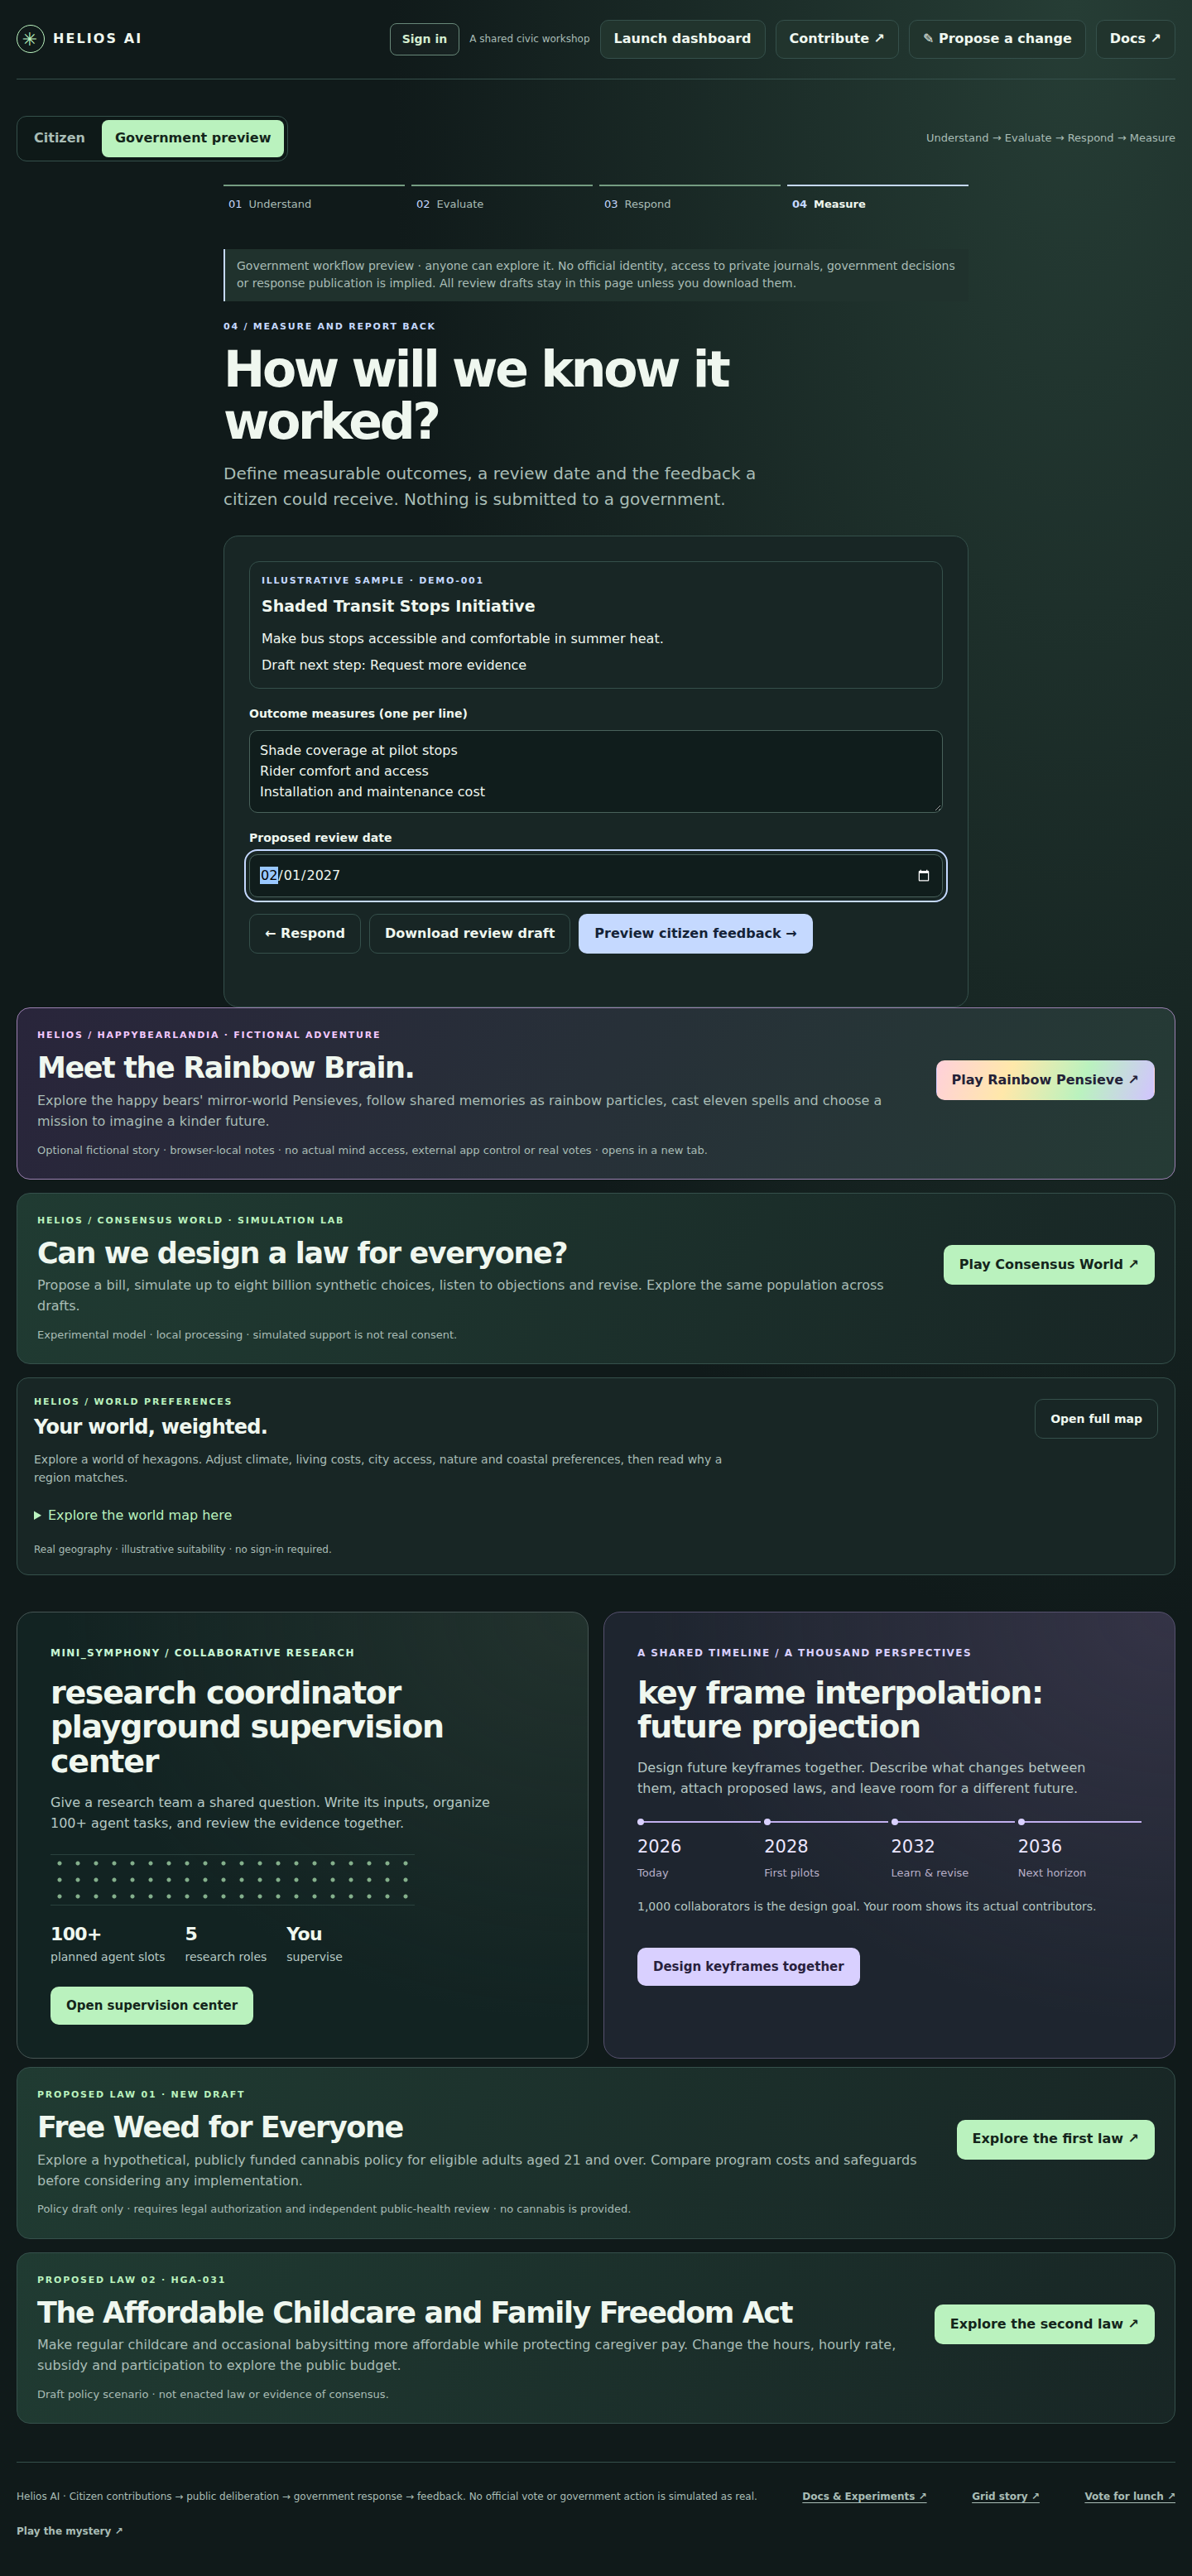 HELIOS AI
Sign in
A shared civic workshop
Launch dashboard
Contribute ↗
✎ Propose a change
Docs ↗
Citizen
Government preview
Understand → Evaluate → Respond → Measure
01 Understand
02 Evaluate
03 Respond
04 Measure
Government workflow preview · anyone can explore it. No official identity, access to private journals, government decisions
or response publication is implied. All review drafts stay in this page unless you download them.
04 / MEASURE AND REPORT BACK
How will we know it
worked?
Define measurable outcomes, a review date and the feedback a
citizen could receive. Nothing is submitted to a government.
ILLUSTRATIVE SAMPLE · DEMO-001
Shaded Transit Stops Initiative
Make bus stops accessible and comfortable in summer heat.
Draft next step: Request more evidence
Outcome measures (one per line)
Shade coverage at pilot stops
Rider comfort and access
Installation and maintenance cost
Proposed review date
02/01/2027
← Respond
Download review draft
Preview citizen feedback →
HELIOS / HAPPYBEARLANDIA · FICTIONAL ADVENTURE
Meet the Rainbow Brain.
Explore the happy bears' mirror-world Pensieves, follow shared memories as rainbow particles, cast eleven spells and choose a
mission to imagine a kinder future.
Optional fictional story · browser-local notes · no actual mind access, external app control or real votes · opens in a new tab.
Play Rainbow Pensieve ↗
HELIOS / CONSENSUS WORLD · SIMULATION LAB
Can we design a law for everyone?
Propose a bill, simulate up to eight billion synthetic choices, listen to objections and revise. Explore the same population across
drafts.
Experimental model · local processing · simulated support is not real consent.
Play Consensus World ↗
HELIOS / WORLD PREFERENCES
Your world, weighted.
Explore a world of hexagons. Adjust climate, living costs, city access, nature and coastal preferences, then read why a
region matches.
▶ Explore the world map here
Real geography · illustrative suitability · no sign-in required.
Open full map
MINI_SYMPHONY / COLLABORATIVE RESEARCH
research coordinator
playground supervision
center
Give a research team a shared question. Write its inputs, organize
100+ agent tasks, and review the evidence together.
100+
planned agent slots
5
research roles
You
supervise
Open supervision center
A SHARED TIMELINE / A THOUSAND PERSPECTIVES
key frame interpolation:
future projection
Design future keyframes together. Describe what changes between
them, attach proposed laws, and leave room for a different future.
2026
Today
2028
First pilots
2032
Learn & revise
2036
Next horizon
1,000 collaborators is the design goal. Your room shows its actual contributors.
Design keyframes together
PROPOSED LAW 01 · NEW DRAFT
Free Weed for Everyone
Explore a hypothetical, publicly funded cannabis policy for eligible adults aged 21 and over. Compare program costs and safeguards
before considering any implementation.
Policy draft only · requires legal authorization and independent public-health review · no cannabis is provided.
Explore the first law ↗
PROPOSED LAW 02 · HGA-031
The Affordable Childcare and Family Freedom Act
Make regular childcare and occasional babysitting more affordable while protecting caregiver pay. Change the hours, hourly rate,
subsidy and participation to explore the public budget.
Draft policy scenario · not enacted law or evidence of consensus.
Explore the second law ↗
Helios AI · Citizen contributions → public deliberation → government response → feedback. No official vote or government action is simulated as real.
Docs & Experiments ↗
Grid story ↗
Vote for lunch ↗
Play the mystery ↗